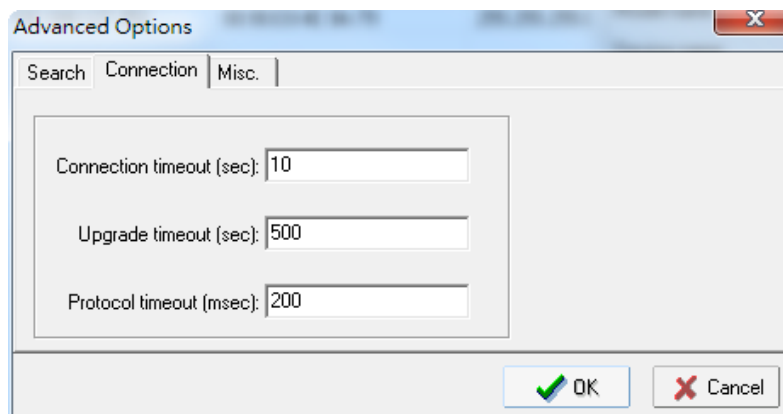 Advanced Options
Search Connection Misc.
Connection timeout (sec): 10
Upgrade timeout (sec): 500
Protocol timeout (msec): 200
OK Cancel